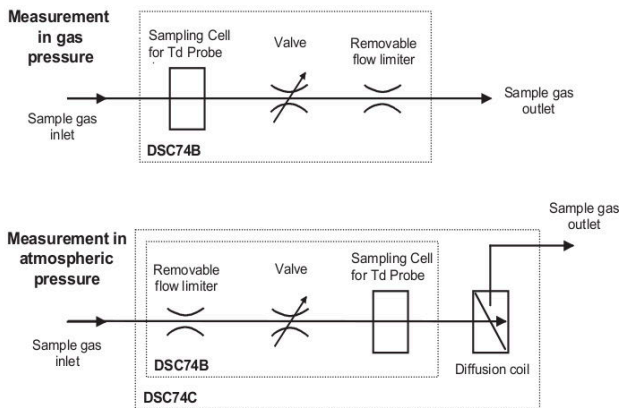 Measurement
in gas
pressure
Sampling Cell
for Td Probe
Valve
Removable
flow limiter
Sample gas
inlet
Sample gas
outlet
DSC74B
Measurement in
atmospheric
pressure
Sample gas
outlet
Removable
flow limiter
Valve
Sampling Cell
for Td Probe
Sample gas
inlet
DSC74B
Diffusion coil
DSC74C